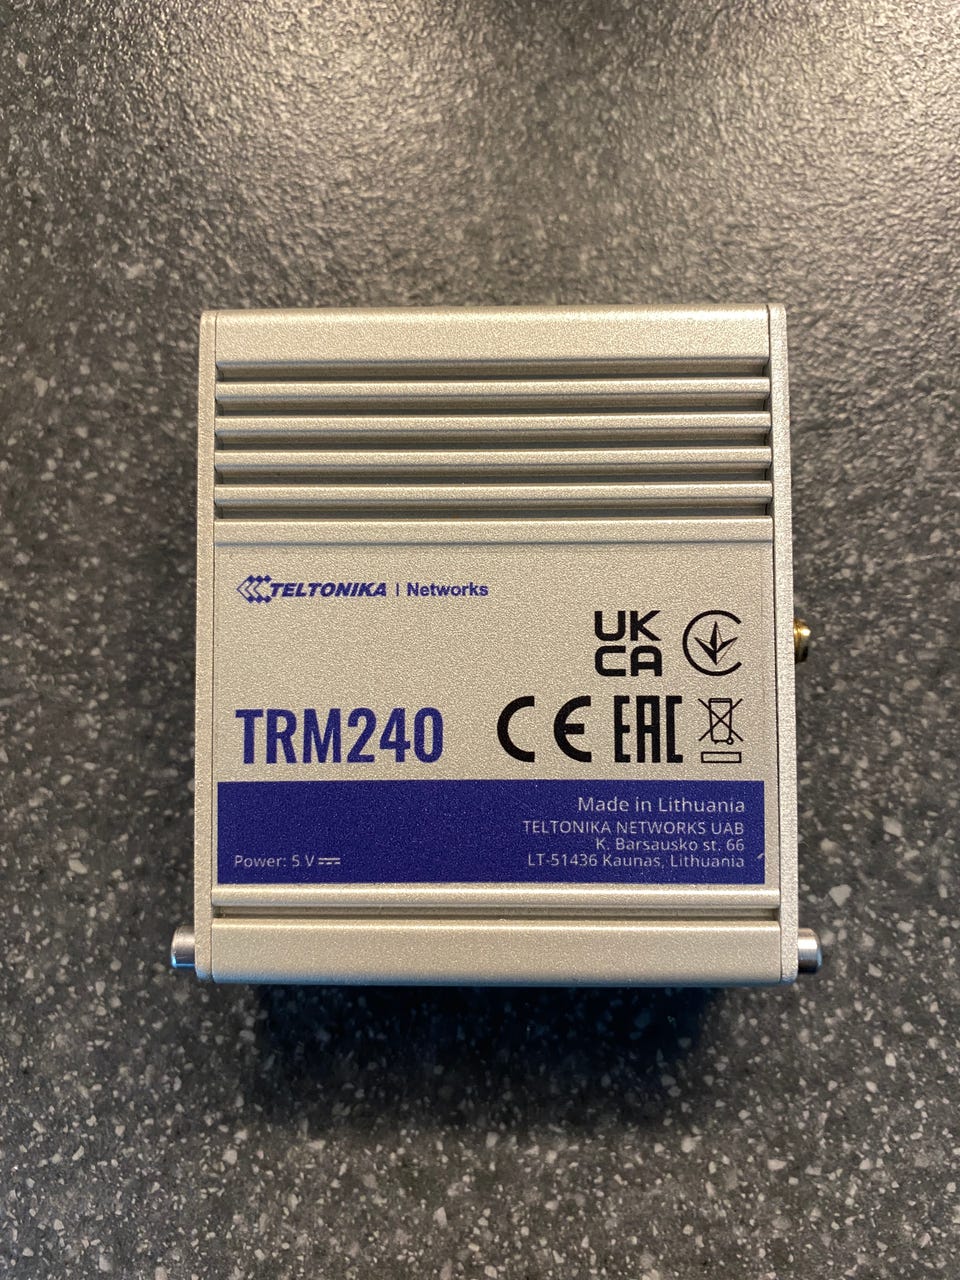 TELTONIKA | Networks
UK
CA
TRM240
CE EAC
Made in Lithuania
TELTONIKA NETWORKS UAB
K. Barsausko st. 66
LT-51436 Kaunas, Lithuania
Power: 5 V ⎓